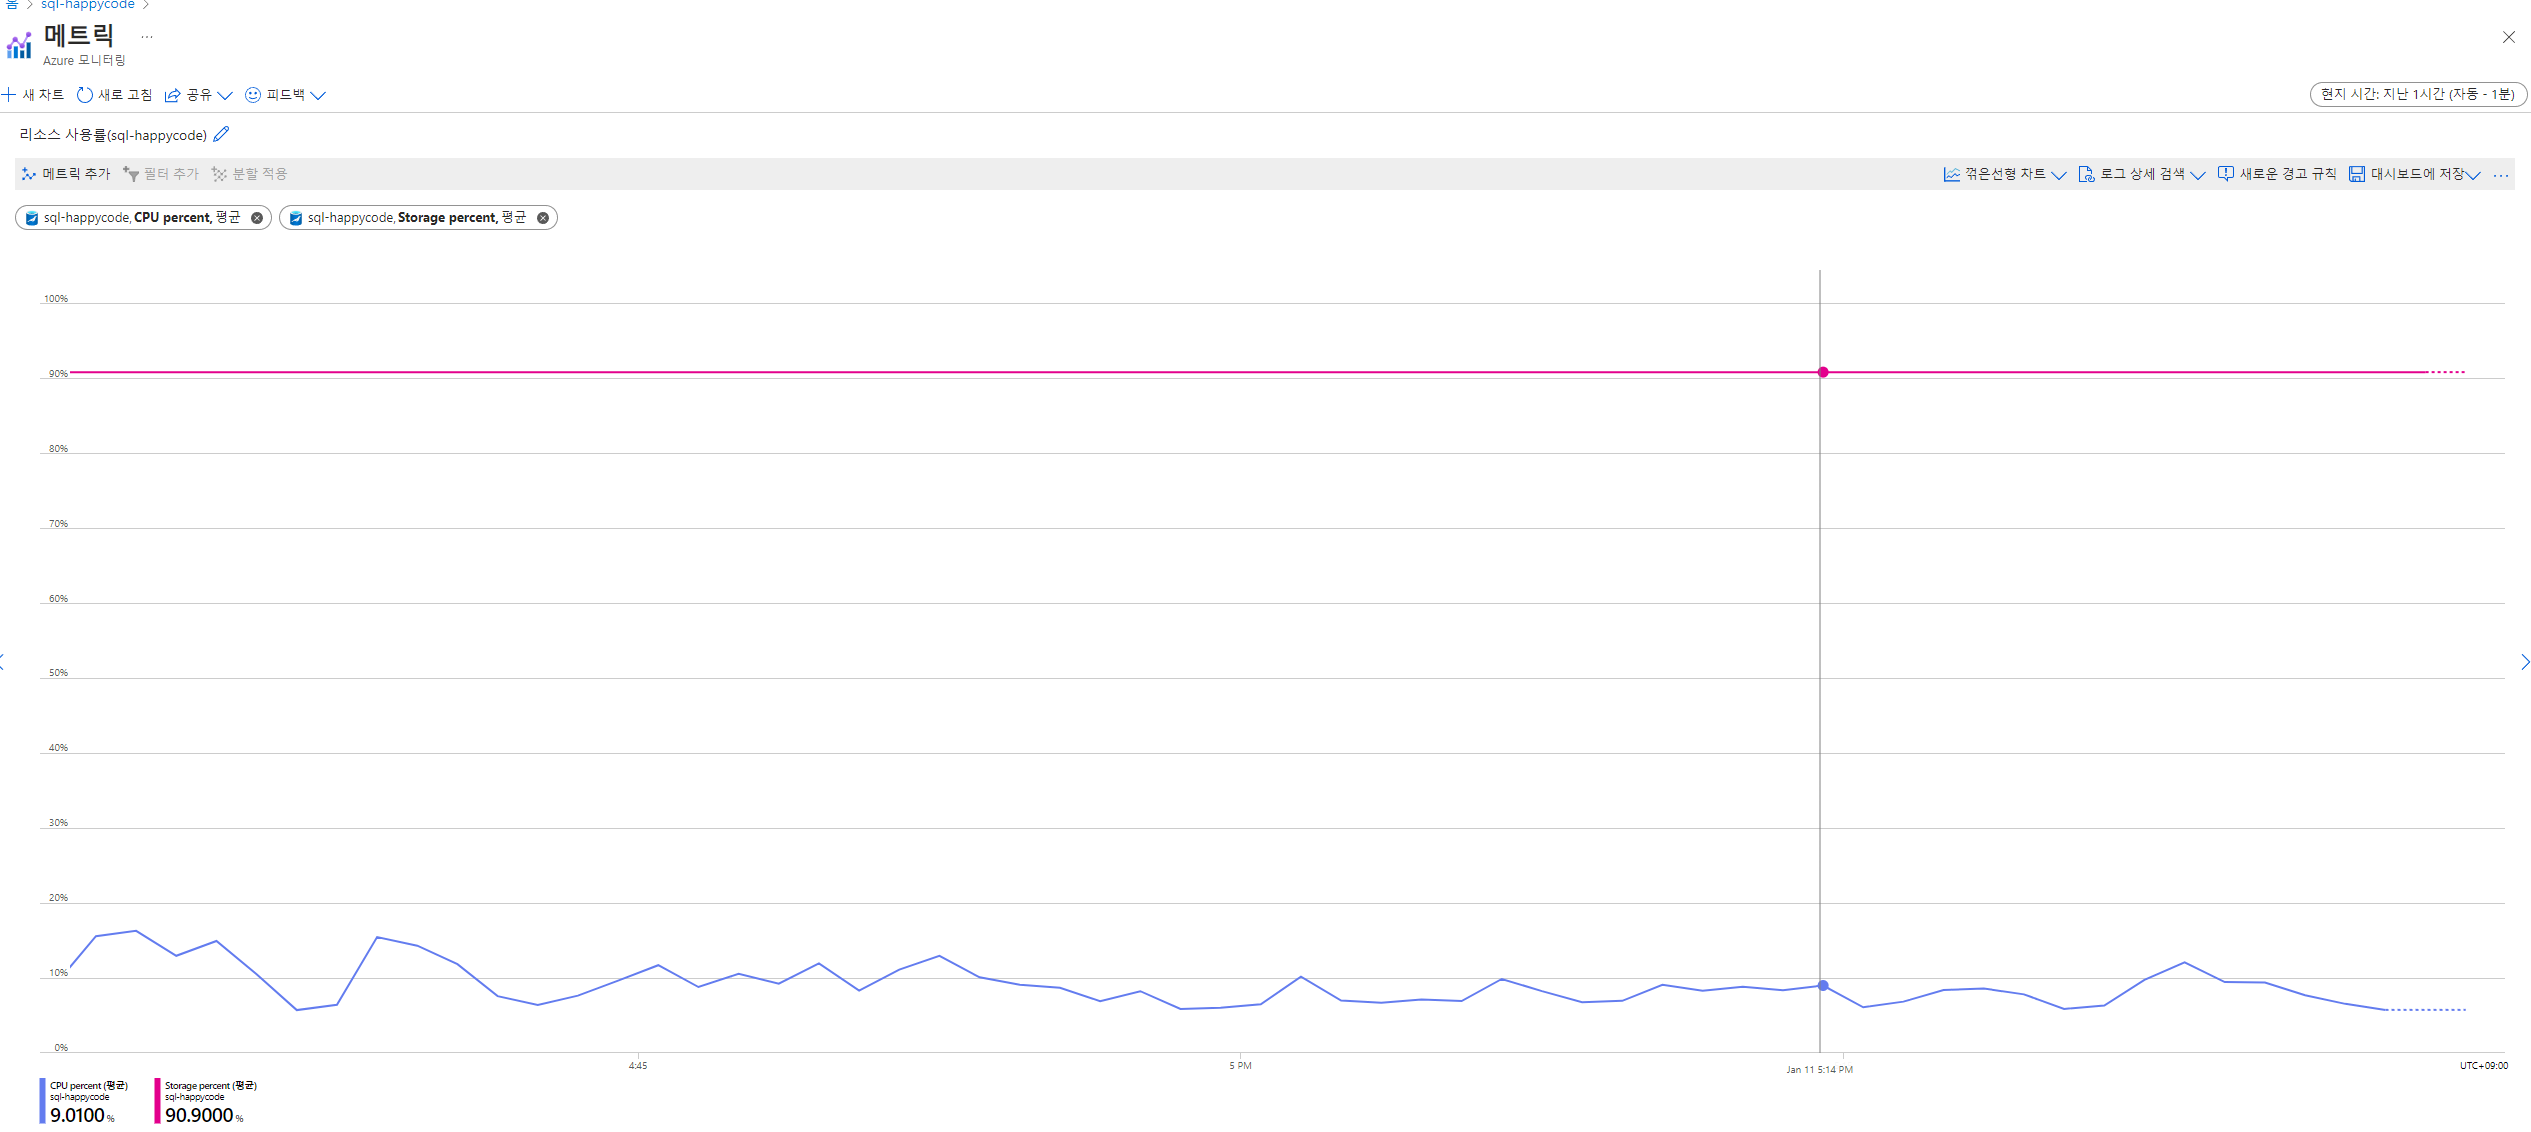 홈 > sql-happycode >
메트릭 ...
Azure 모니터링
새 차트 새로 고침 공유 피드백
현지 시간: 지난 1시간 (자동 - 1분)
리소스 사용률(sql-happycode)
메트릭 추가 필터 추가 분할 적용 꺾은선형 차트 로그 상세 검색 새로운 경고 규칙 대시보드에 저장 ...
sql-happycode, CPU percent, 평균 sql-happycode, Storage percent, 평균
100%
90%
80%
70%
60%
50%
40%
30%
20%
10%
0%
4:45 5 PM Jan 11 5:14 PM UTC+09:00
CPU percent (평균)
sql-happycode
9.0100 %
Storage percent (평균)
sql-happycode
90.9000 %